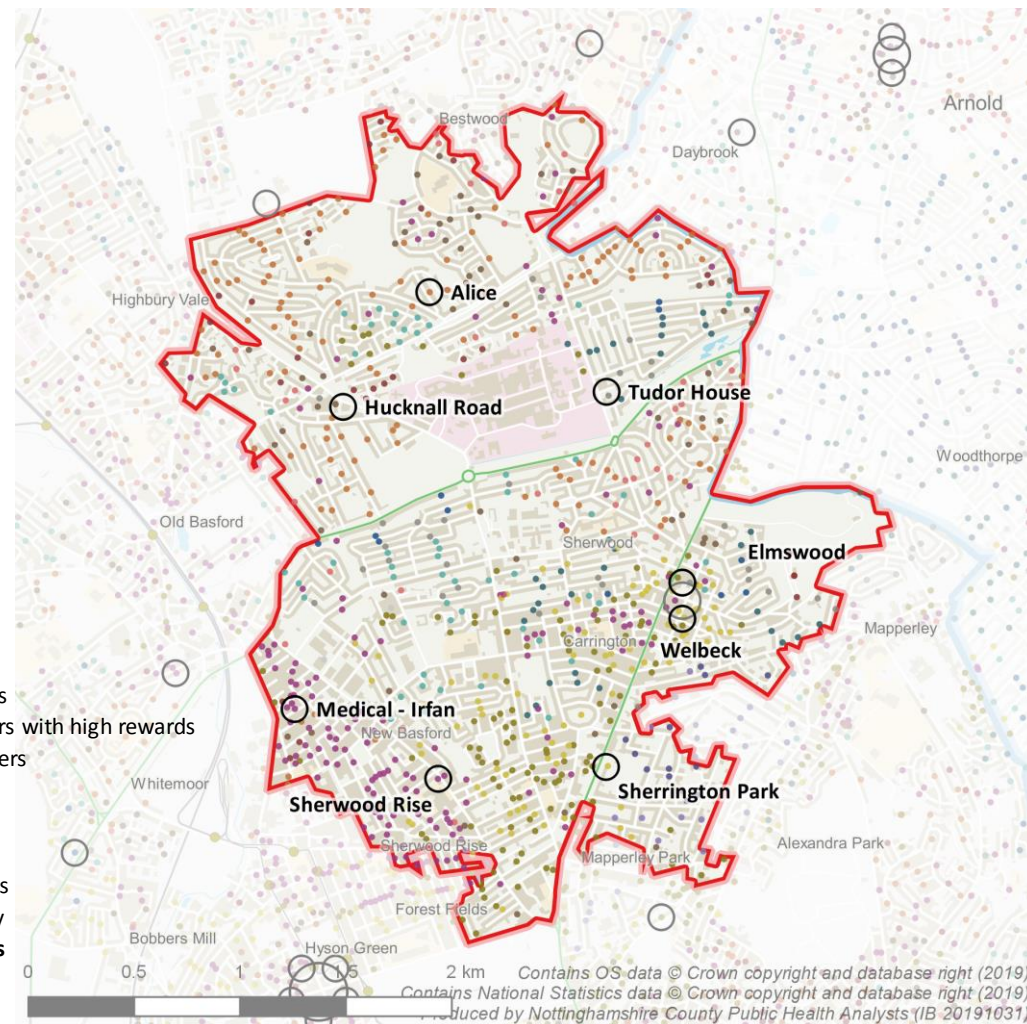 Bestwood
Arnold
Daybrook
Highbury Vale
Alice
Tudor House
Hucknall Road
Woodthorpe
Old Basford
Sherwood
Elmswood
Carrington
Mapperley
Welbeck
s
Medical - Irfan
rs with high rewards
New Basford
ers
Whitemoor
Sherrington Park
Sherwood Rise
Sherwood Rise
Mapperley Park
Alexandra Park
s
Forest Fields
y
Bobbers Mill
s
Hyson Green
0 0.5 1 1.5 2 km
Contains OS data © Crown copyright and database right (2019)
Contains National Statistics data © Crown copyright and database right (2019)
Produced by Nottinghamshire County Public Health Analysts (IB 20191031)